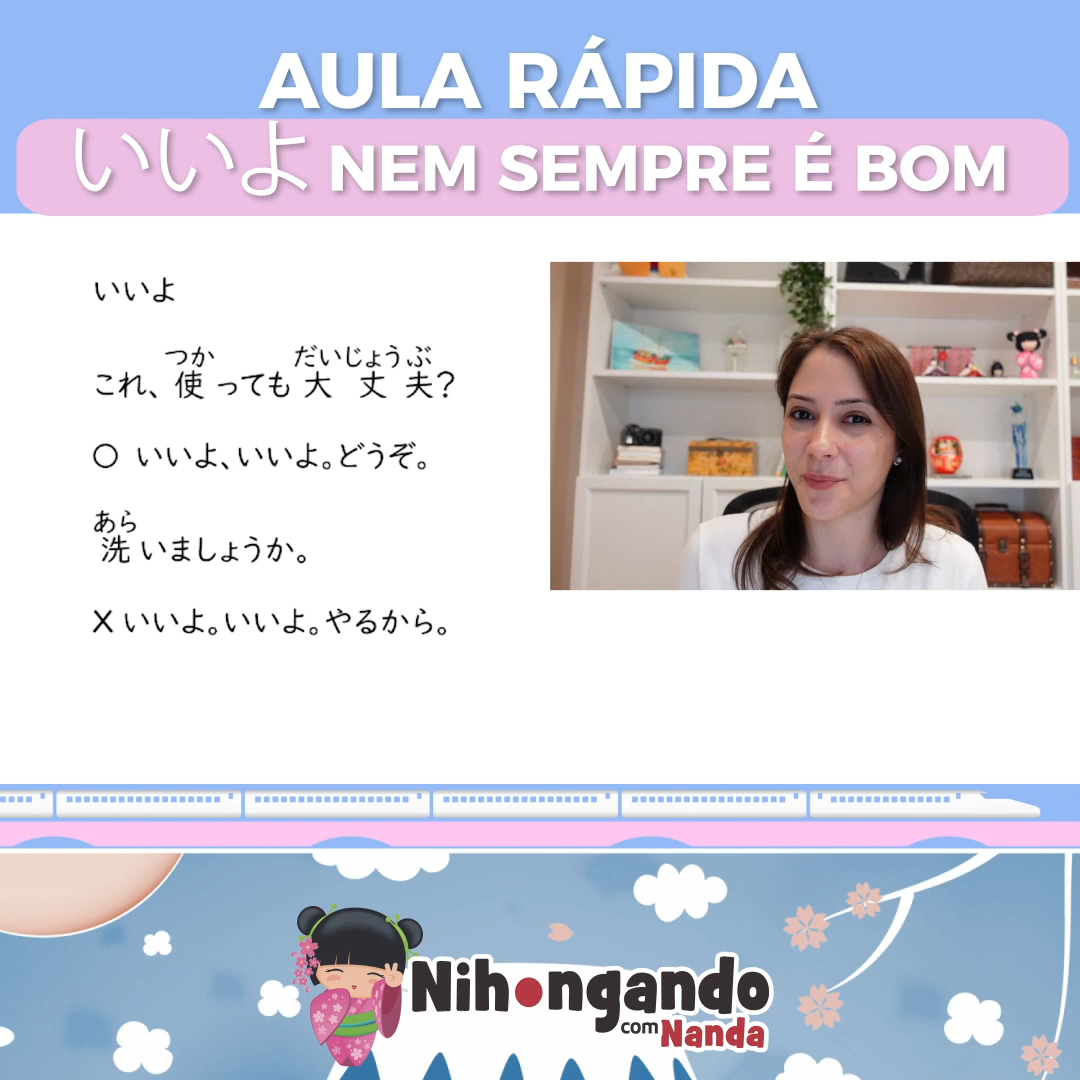 AULA RÁPIDA
いいよ NEM SEMPRE É BOM
いいよ
つか だいじょうぶ
これ、使っても大丈夫?
○ いいよ、いいよ。どうぞ。
あら
洗いましょうか。
X いいよ。いいよ。やるから。
Nihongando
com Nanda